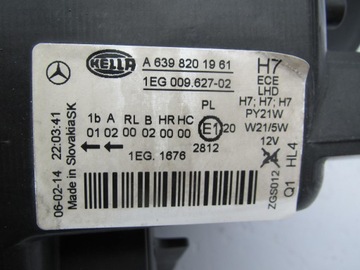 HELLA
A 639 820 19 61
1EG 009.627-02
H7
ECE
LHD
H7; H7; H7
PY21W
W21/5W
12V
PL
1b A RL B HR HC
01 02 00 02 00 00
E1 20
2812
1EG. 1676
Made in SlovakiaSK
06-02-14 22:03:41
ZGS012
Q1 HL4